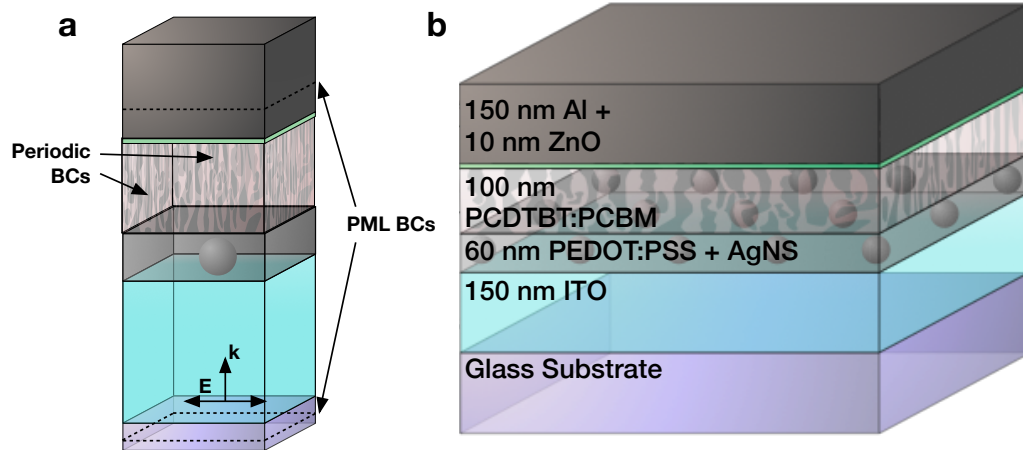 a
Periodic
BCs
PML BCs
k
E
b
150 nm Al +
10 nm ZnO
100 nm
PCDTBT:PCBM
60 nm PEDOT:PSS + AgNS
150 nm ITO
Glass Substrate